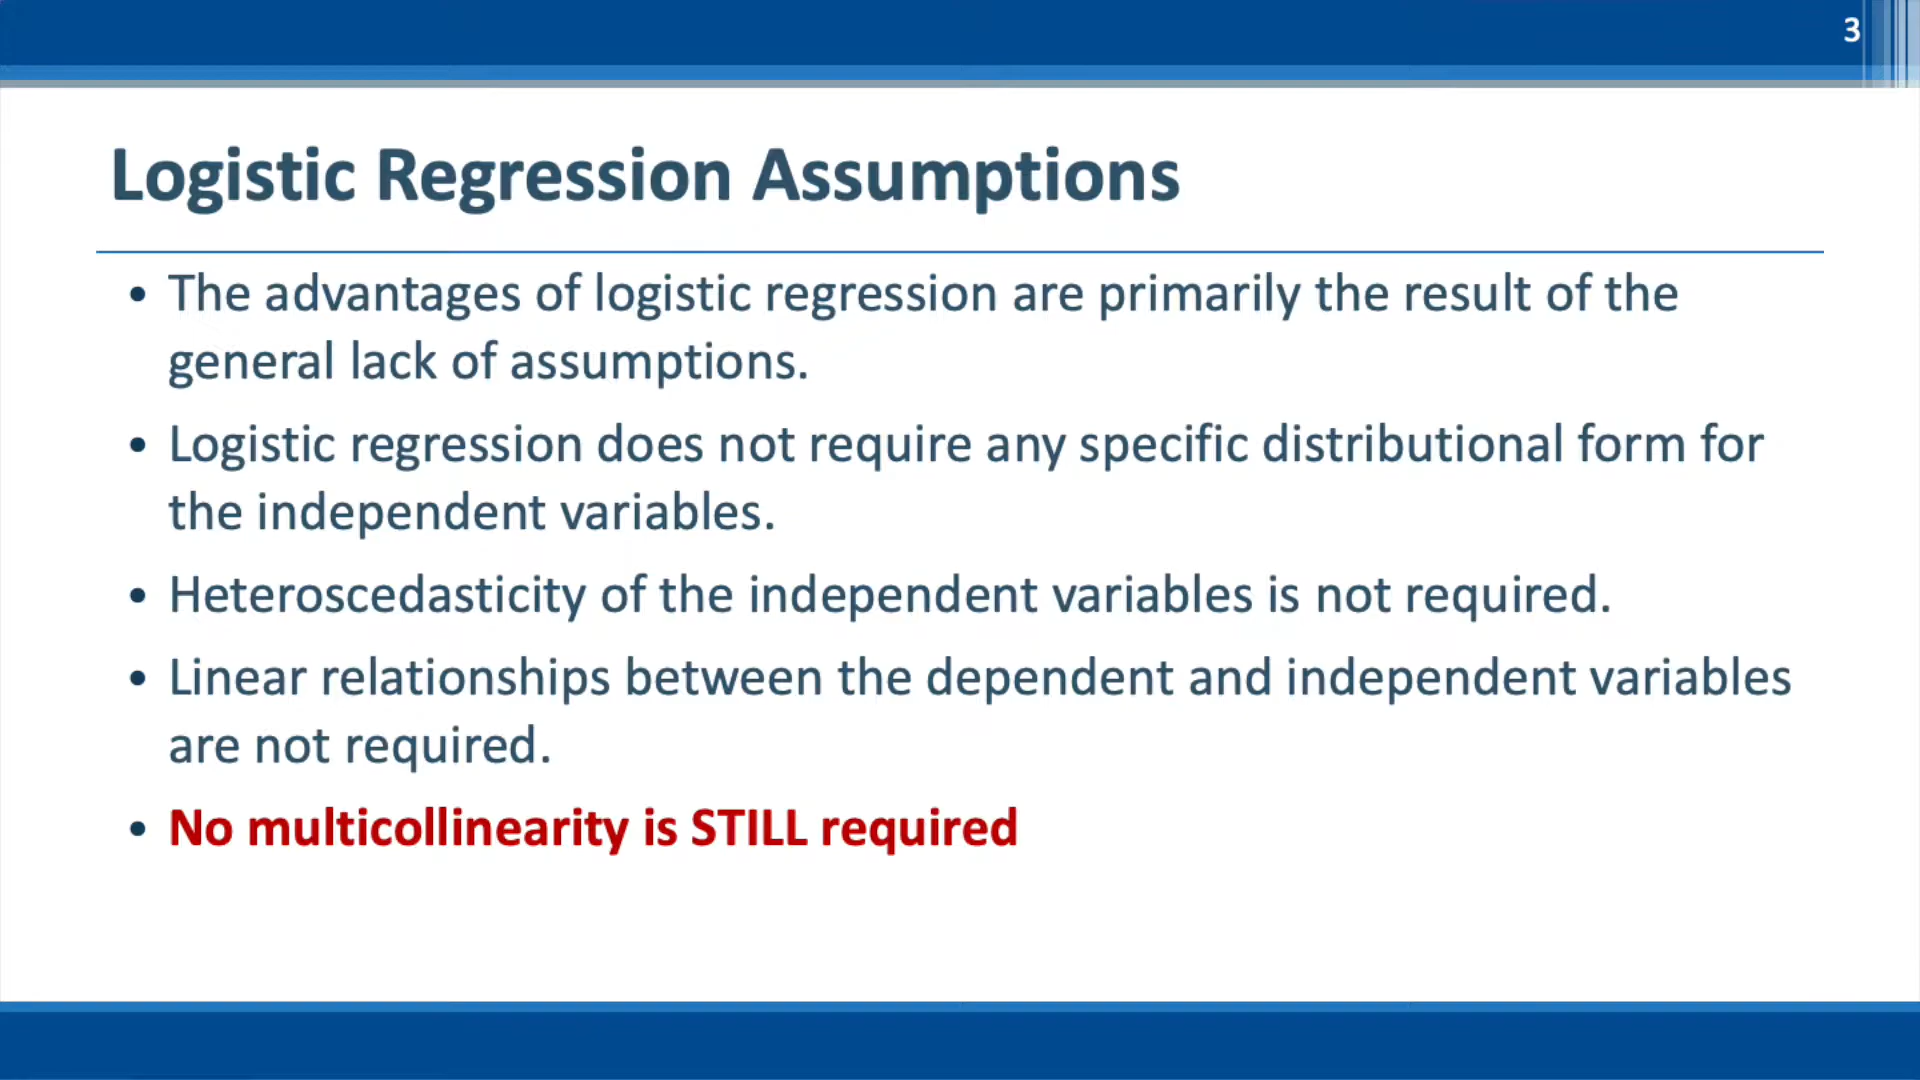 3
Logistic Regression Assumptions
• The advantages of logistic regression are primarily the result of the
general lack of assumptions.
• Logistic regression does not require any specific distributional form for
the independent variables.
• Heteroscedasticity of the independent variables is not required.
• Linear relationships between the dependent and independent variables
are not required.
• No multicollinearity is STILL required